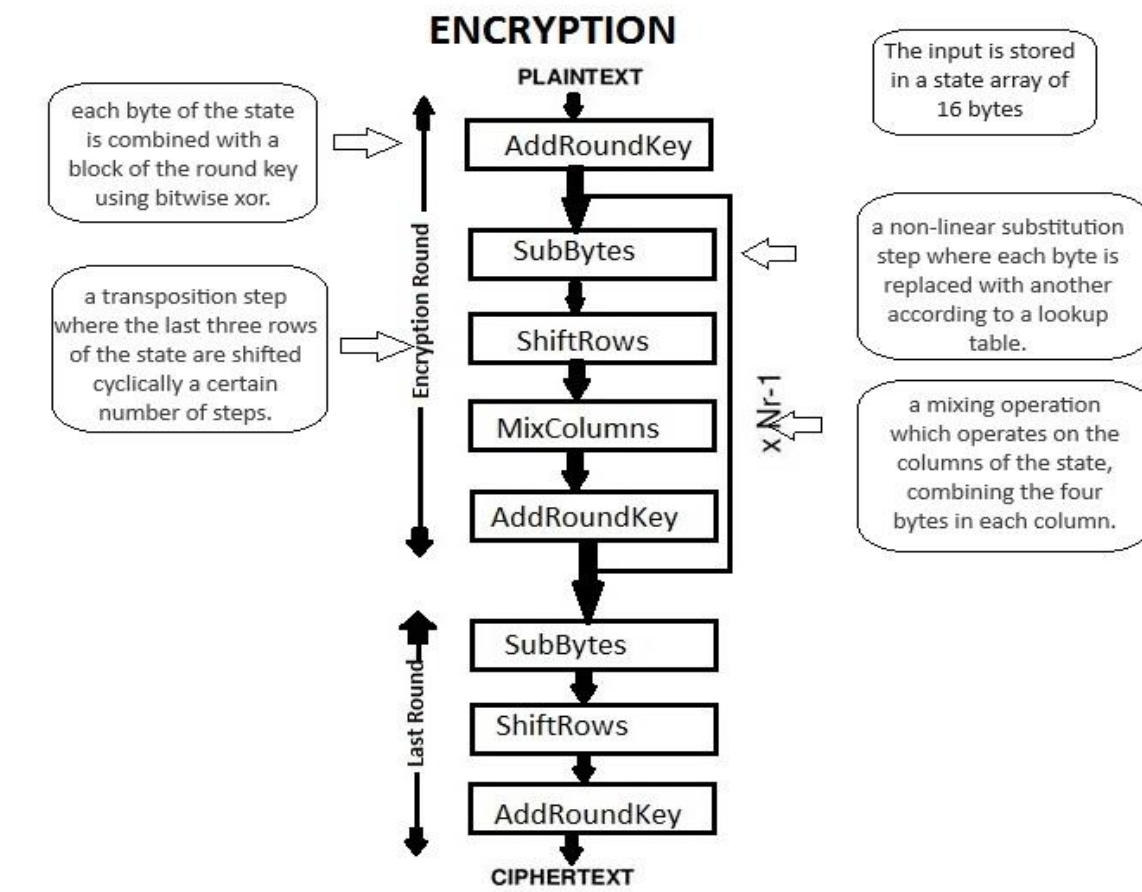 ENCRYPTION
PLAINTEXT
The input is stored
in a state array of
16 bytes
each byte of the state
is combined with a
block of the round key
using bitwise xor.
AddRoundKey
Encryption Round
SubBytes
a non-linear substitution
step where each byte is
replaced with another
according to a lookup
table.
a transposition step
where the last three rows
of the state are shifted
cyclically a certain
number of steps.
ShiftRows
MixColumns
x Nr-1
a mixing operation
which operates on the
columns of the state,
combining the four
bytes in each column.
AddRoundKey
Last Round
SubBytes
ShiftRows
AddRoundKey
CIPHERTEXT